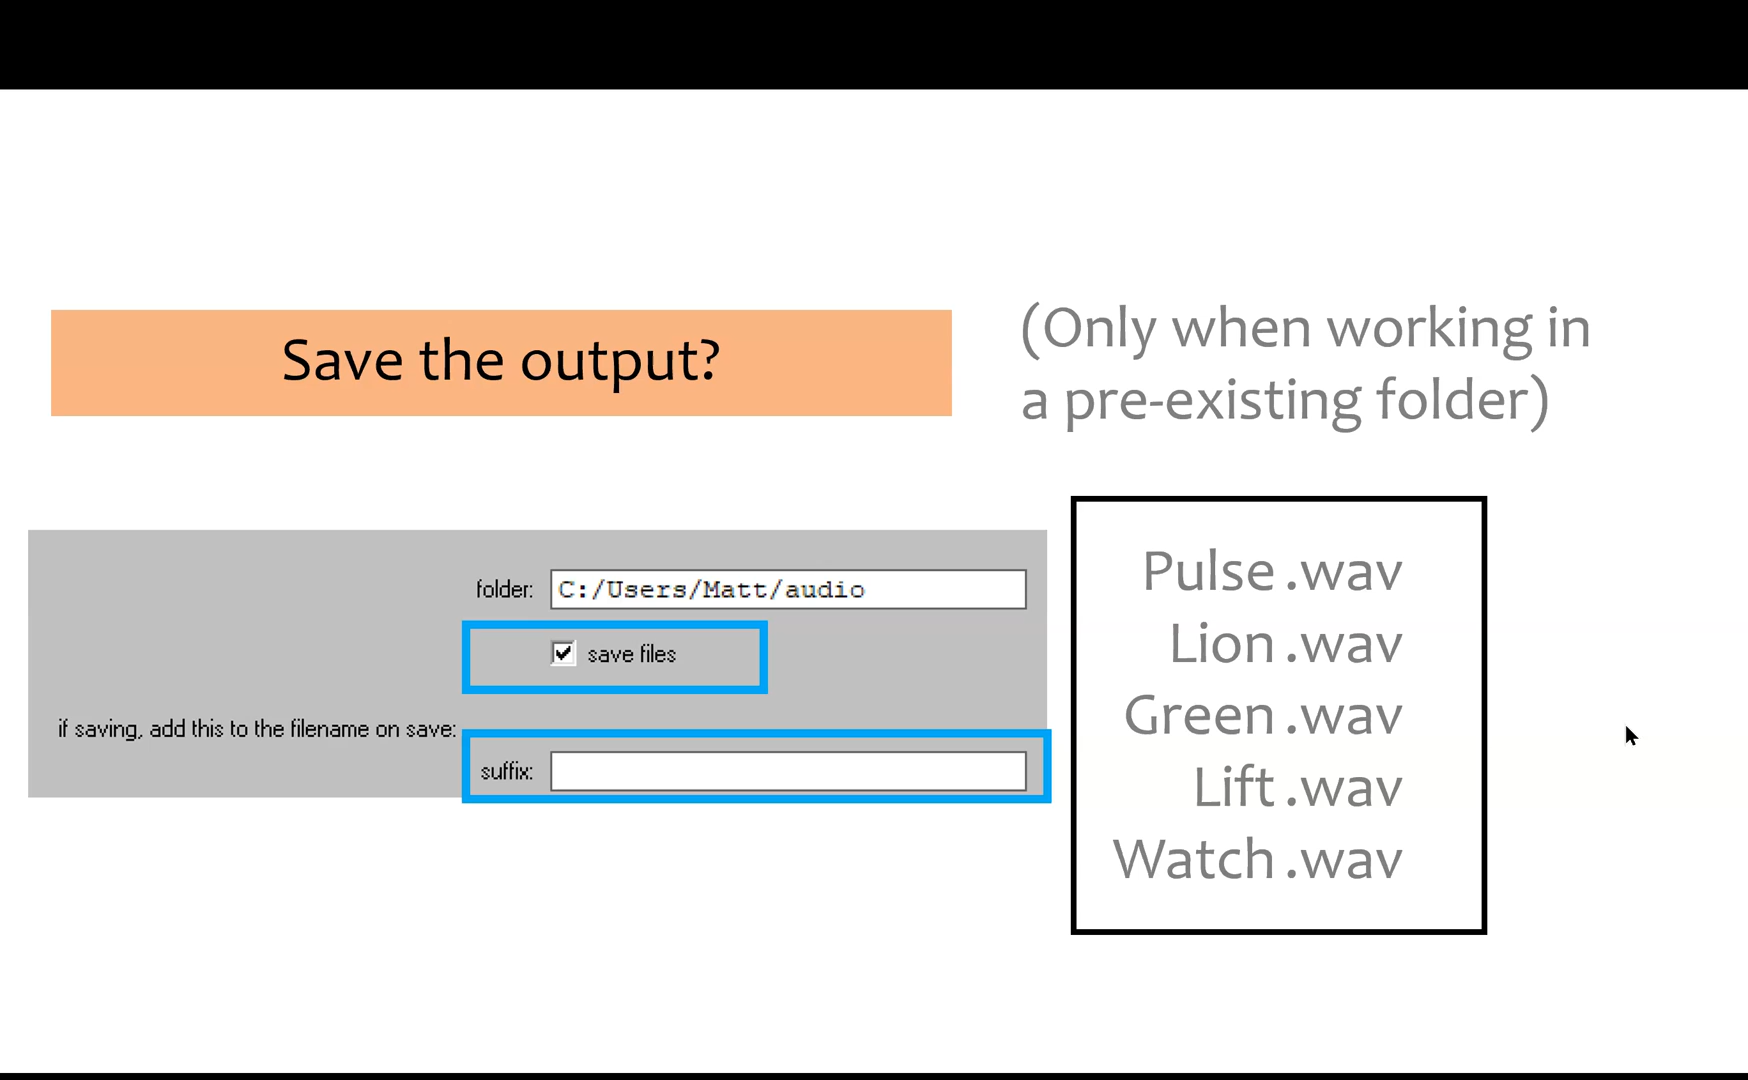 Save the output?
(Only when working in
a pre-existing folder)
folder: C:/Users/Matt/audio
save files
if saving, add this to the filename on save:
suffix:
Pulse .wav
Lion .wav
Green .wav
Lift .wav
Watch .wav